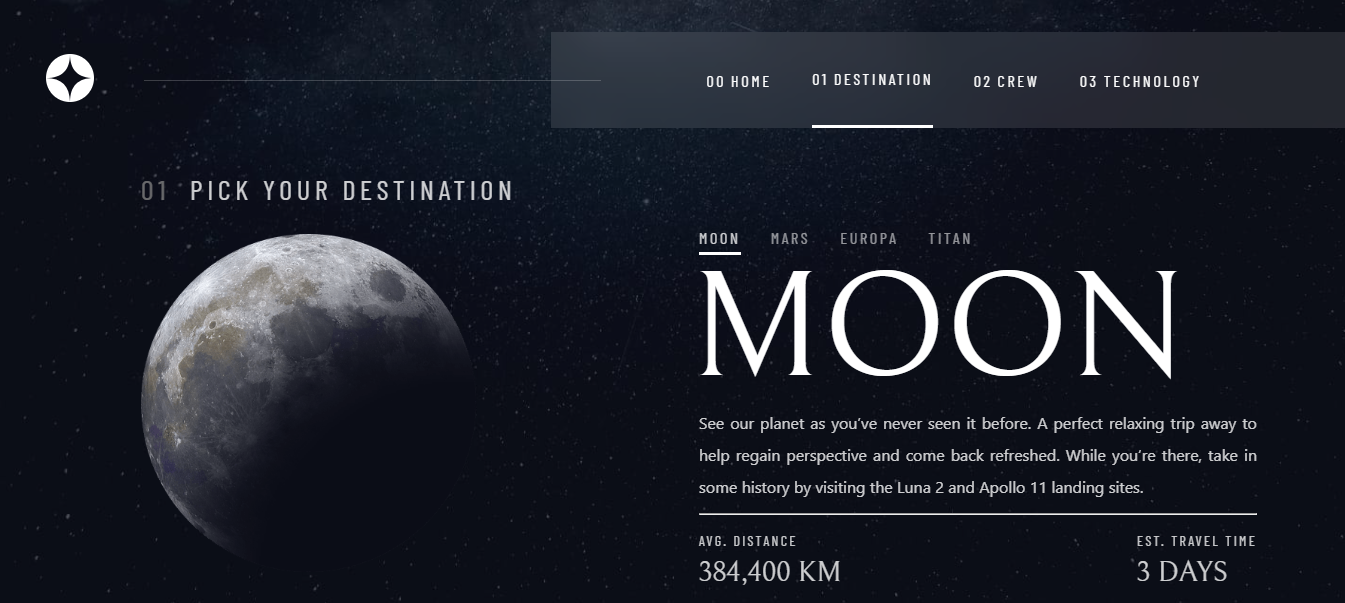 00 HOME 01 DESTINATION 02 CREW 03 TECHNOLOGY
01 PICK YOUR DESTINATION
MOON MARS EUROPA TITAN
MOON
See our planet as you’ve never seen it before. A perfect relaxing trip away to
help regain perspective and come back refreshed. While you’re there, take in
some history by visiting the Luna 2 and Apollo 11 landing sites.
AVG. DISTANCE
384,400 KM
EST. TRAVEL TIME
3 DAYS